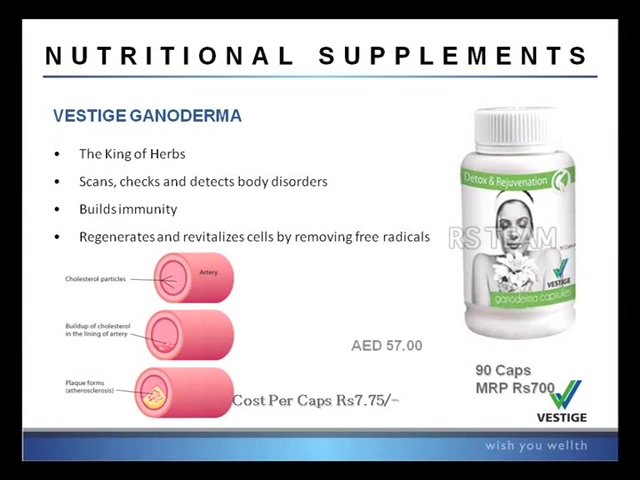 NUTRITIONAL SUPPLEMENTS
VESTIGE GANODERMA
• The King of Herbs
• Scans, checks and detects body disorders
• Builds immunity
• Regenerates and revitalizes cells by removing free radicals
Detox & Rejuvenation
RS TEAM
VESTIGE
ganoderma capsules
Cholesterol particles
Artery
Buildup of cholesterol
in the lining of artery
Plaque forms
(atherosclerosis)
AED 57.00
90 Caps
MRP Rs700
Cost Per Caps Rs7.75/-
VESTIGE
wish you wellth